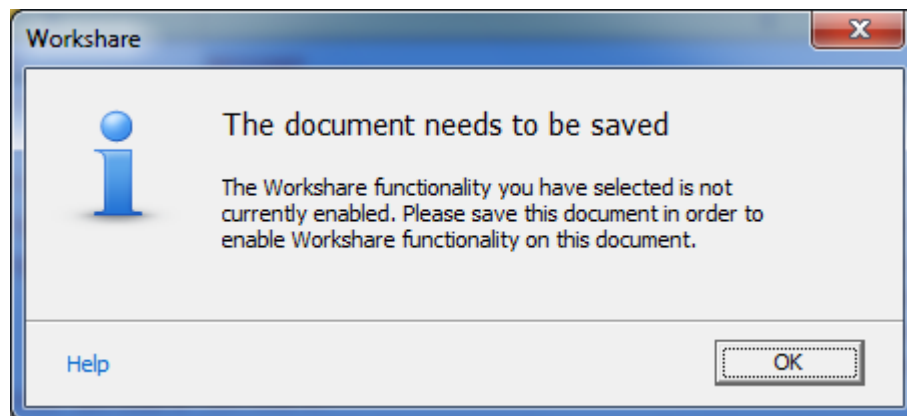 Workshare
The document needs to be saved
The Workshare functionality you have selected is not
currently enabled. Please save this document in order to
enable Workshare functionality on this document.
Help
OK